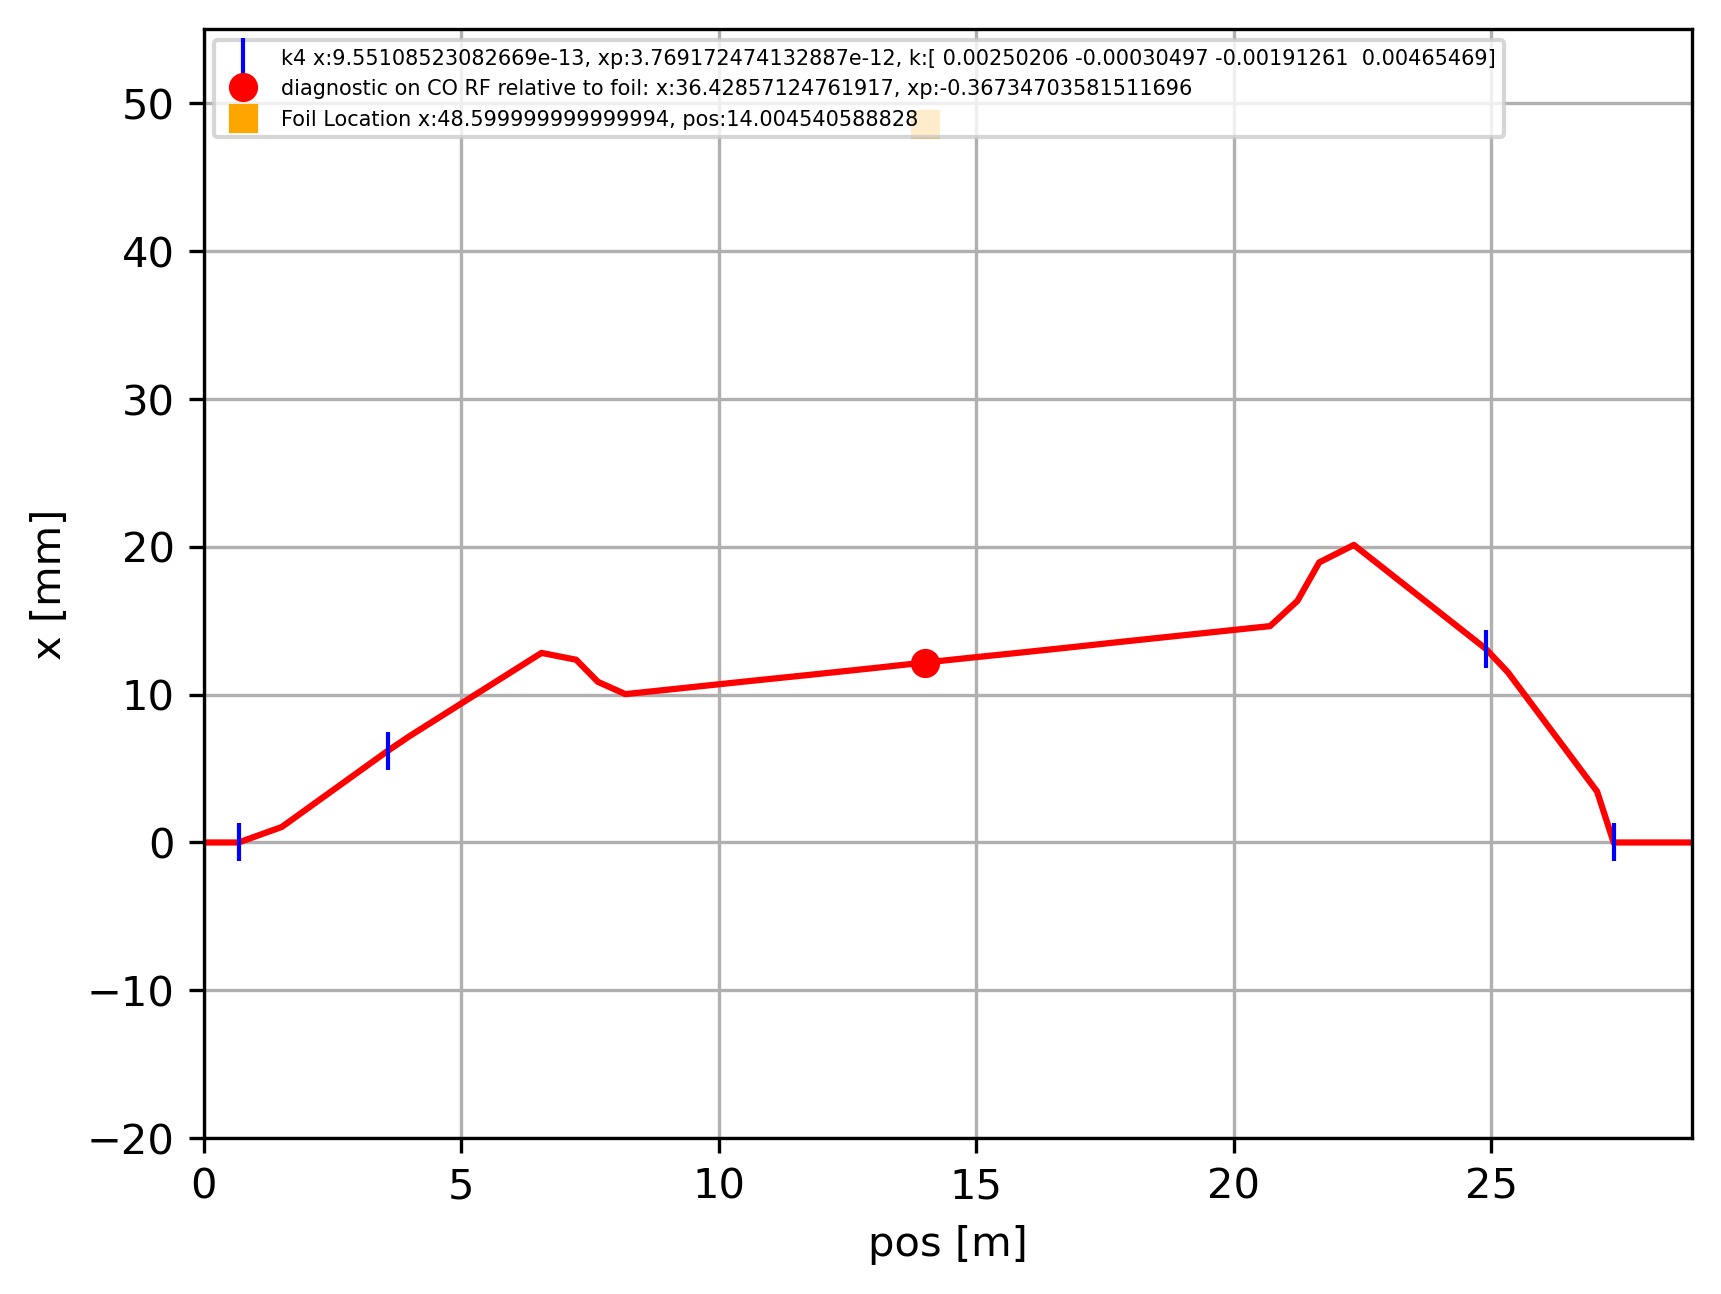 k4 x:9.55108523082669e-13, xp:3.769172474132887e-12, k:[ 0.00250206 -0.00030497 -0.00191261  0.00465469]
diagnostic on CO RF relative to foil: x:36.42857124761917, xp:-0.36734703581511696
Foil Location x:48.599999999999994, pos:14.004540588828
50
40
30
20
10
0
−10
−20
x [mm]
0 5 10 15 20 25
pos [m]